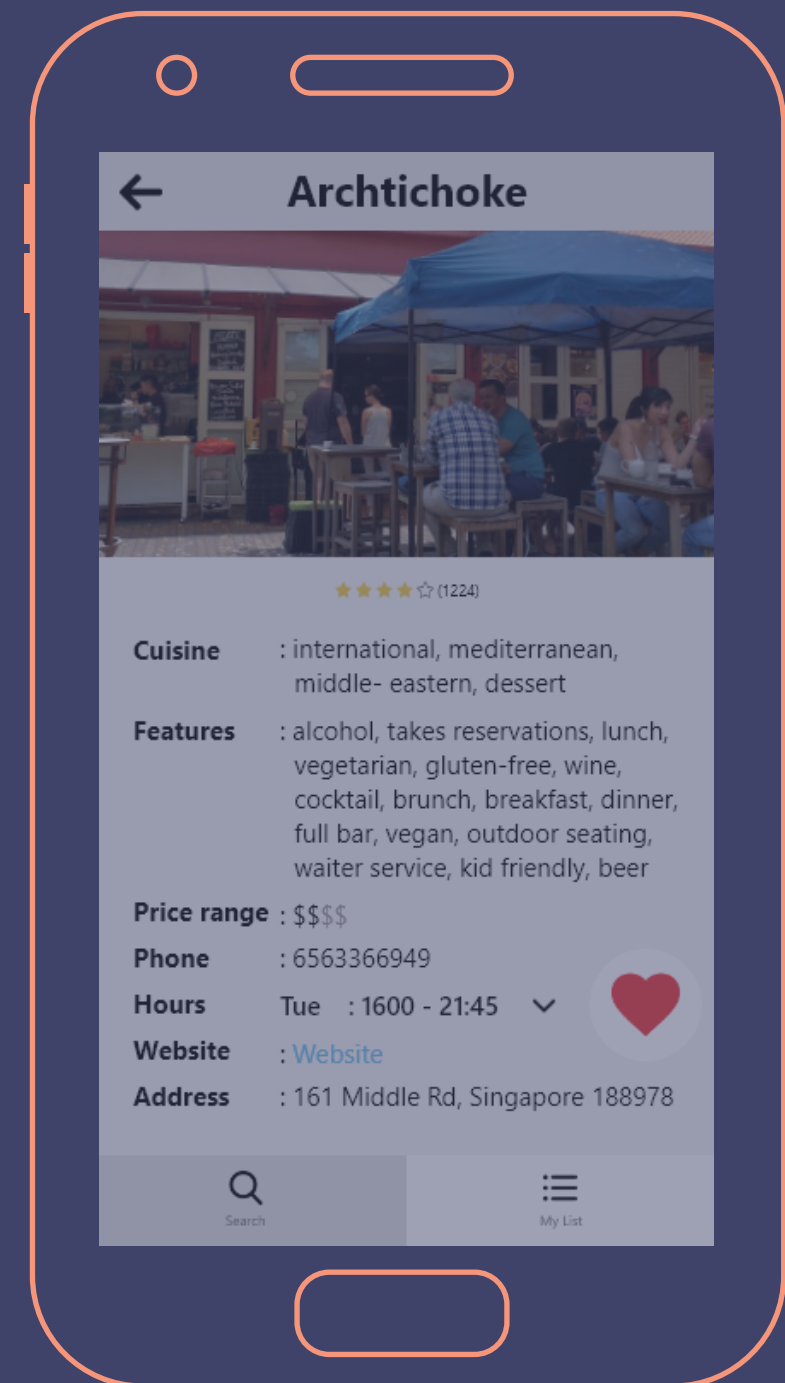 Archtichoke
(1224)
Cuisine : international, mediterranean,
middle- eastern, dessert
Features : alcohol, takes reservations, lunch,
vegetarian, gluten-free, wine,
cocktail, brunch, breakfast, dinner,
full bar, vegan, outdoor seating,
waiter service, kid friendly, beer
Price range : $$$$
Phone : 6563366949
Hours Tue : 1600 - 21:45
Website : Website
Address : 161 Middle Rd, Singapore 188978
Search My List